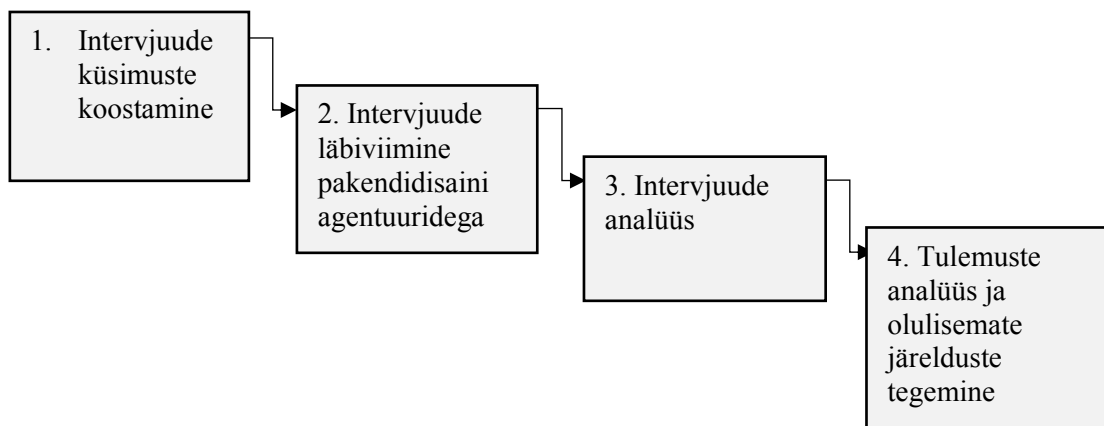 1. Intervjuude
küsimuste
koostamine
2. Intervjuude
läbiviimine
pakendidisaini
agentuuridega
3. Intervjuude
analüüs
4. Tulemuste
analüüs ja
olulisemate
järelduste
tegemine